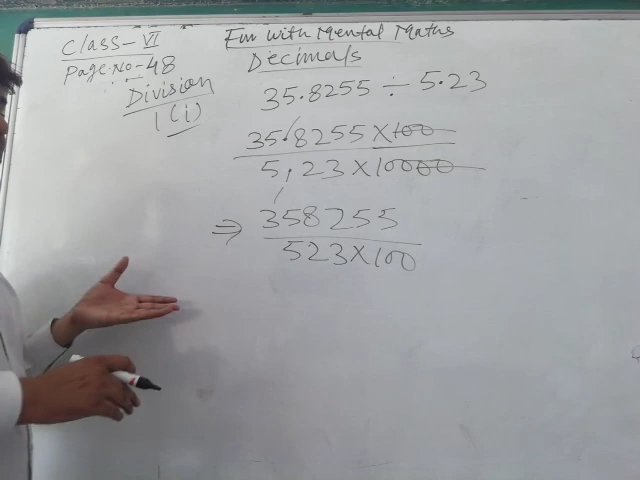 Class-VI
Page.No-48
Fun with Mental Maths
Decimals
Division
1(i)
35.8255 ÷ 5.23
35.8255 × 100
5.23 × 10000
⇒ 358255
523 × 100